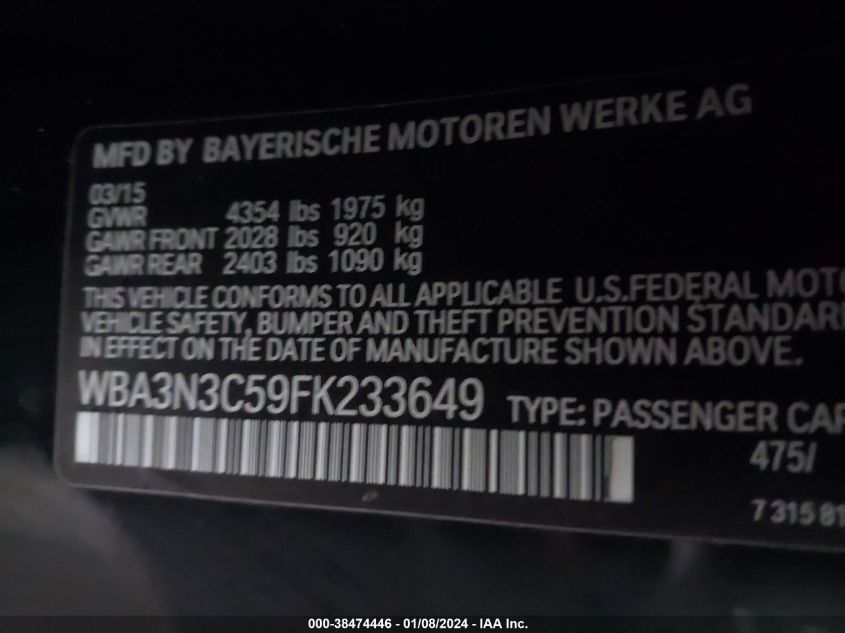 MFD BY BAYERISCHE MOTOREN WERKE AG
03/15
GVWR 4354 lbs 1975 kg
GAWR FRONT 2028 lbs 920 kg
GAWR REAR 2403 lbs 1090 kg
THIS VEHICLE CONFORMS TO ALL APPLICABLE U.S.FEDERAL MOTO
VEHICLE SAFETY, BUMPER AND THEFT PREVENTION STANDARD
IN EFFECT ON THE DATE OF MANUFACTURE SHOWN ABOVE.
WBA3N3C59FK233649 TYPE: PASSENGER CAR
475/
7 315 81
000-38474446 - 01/08/2024 - IAA Inc.